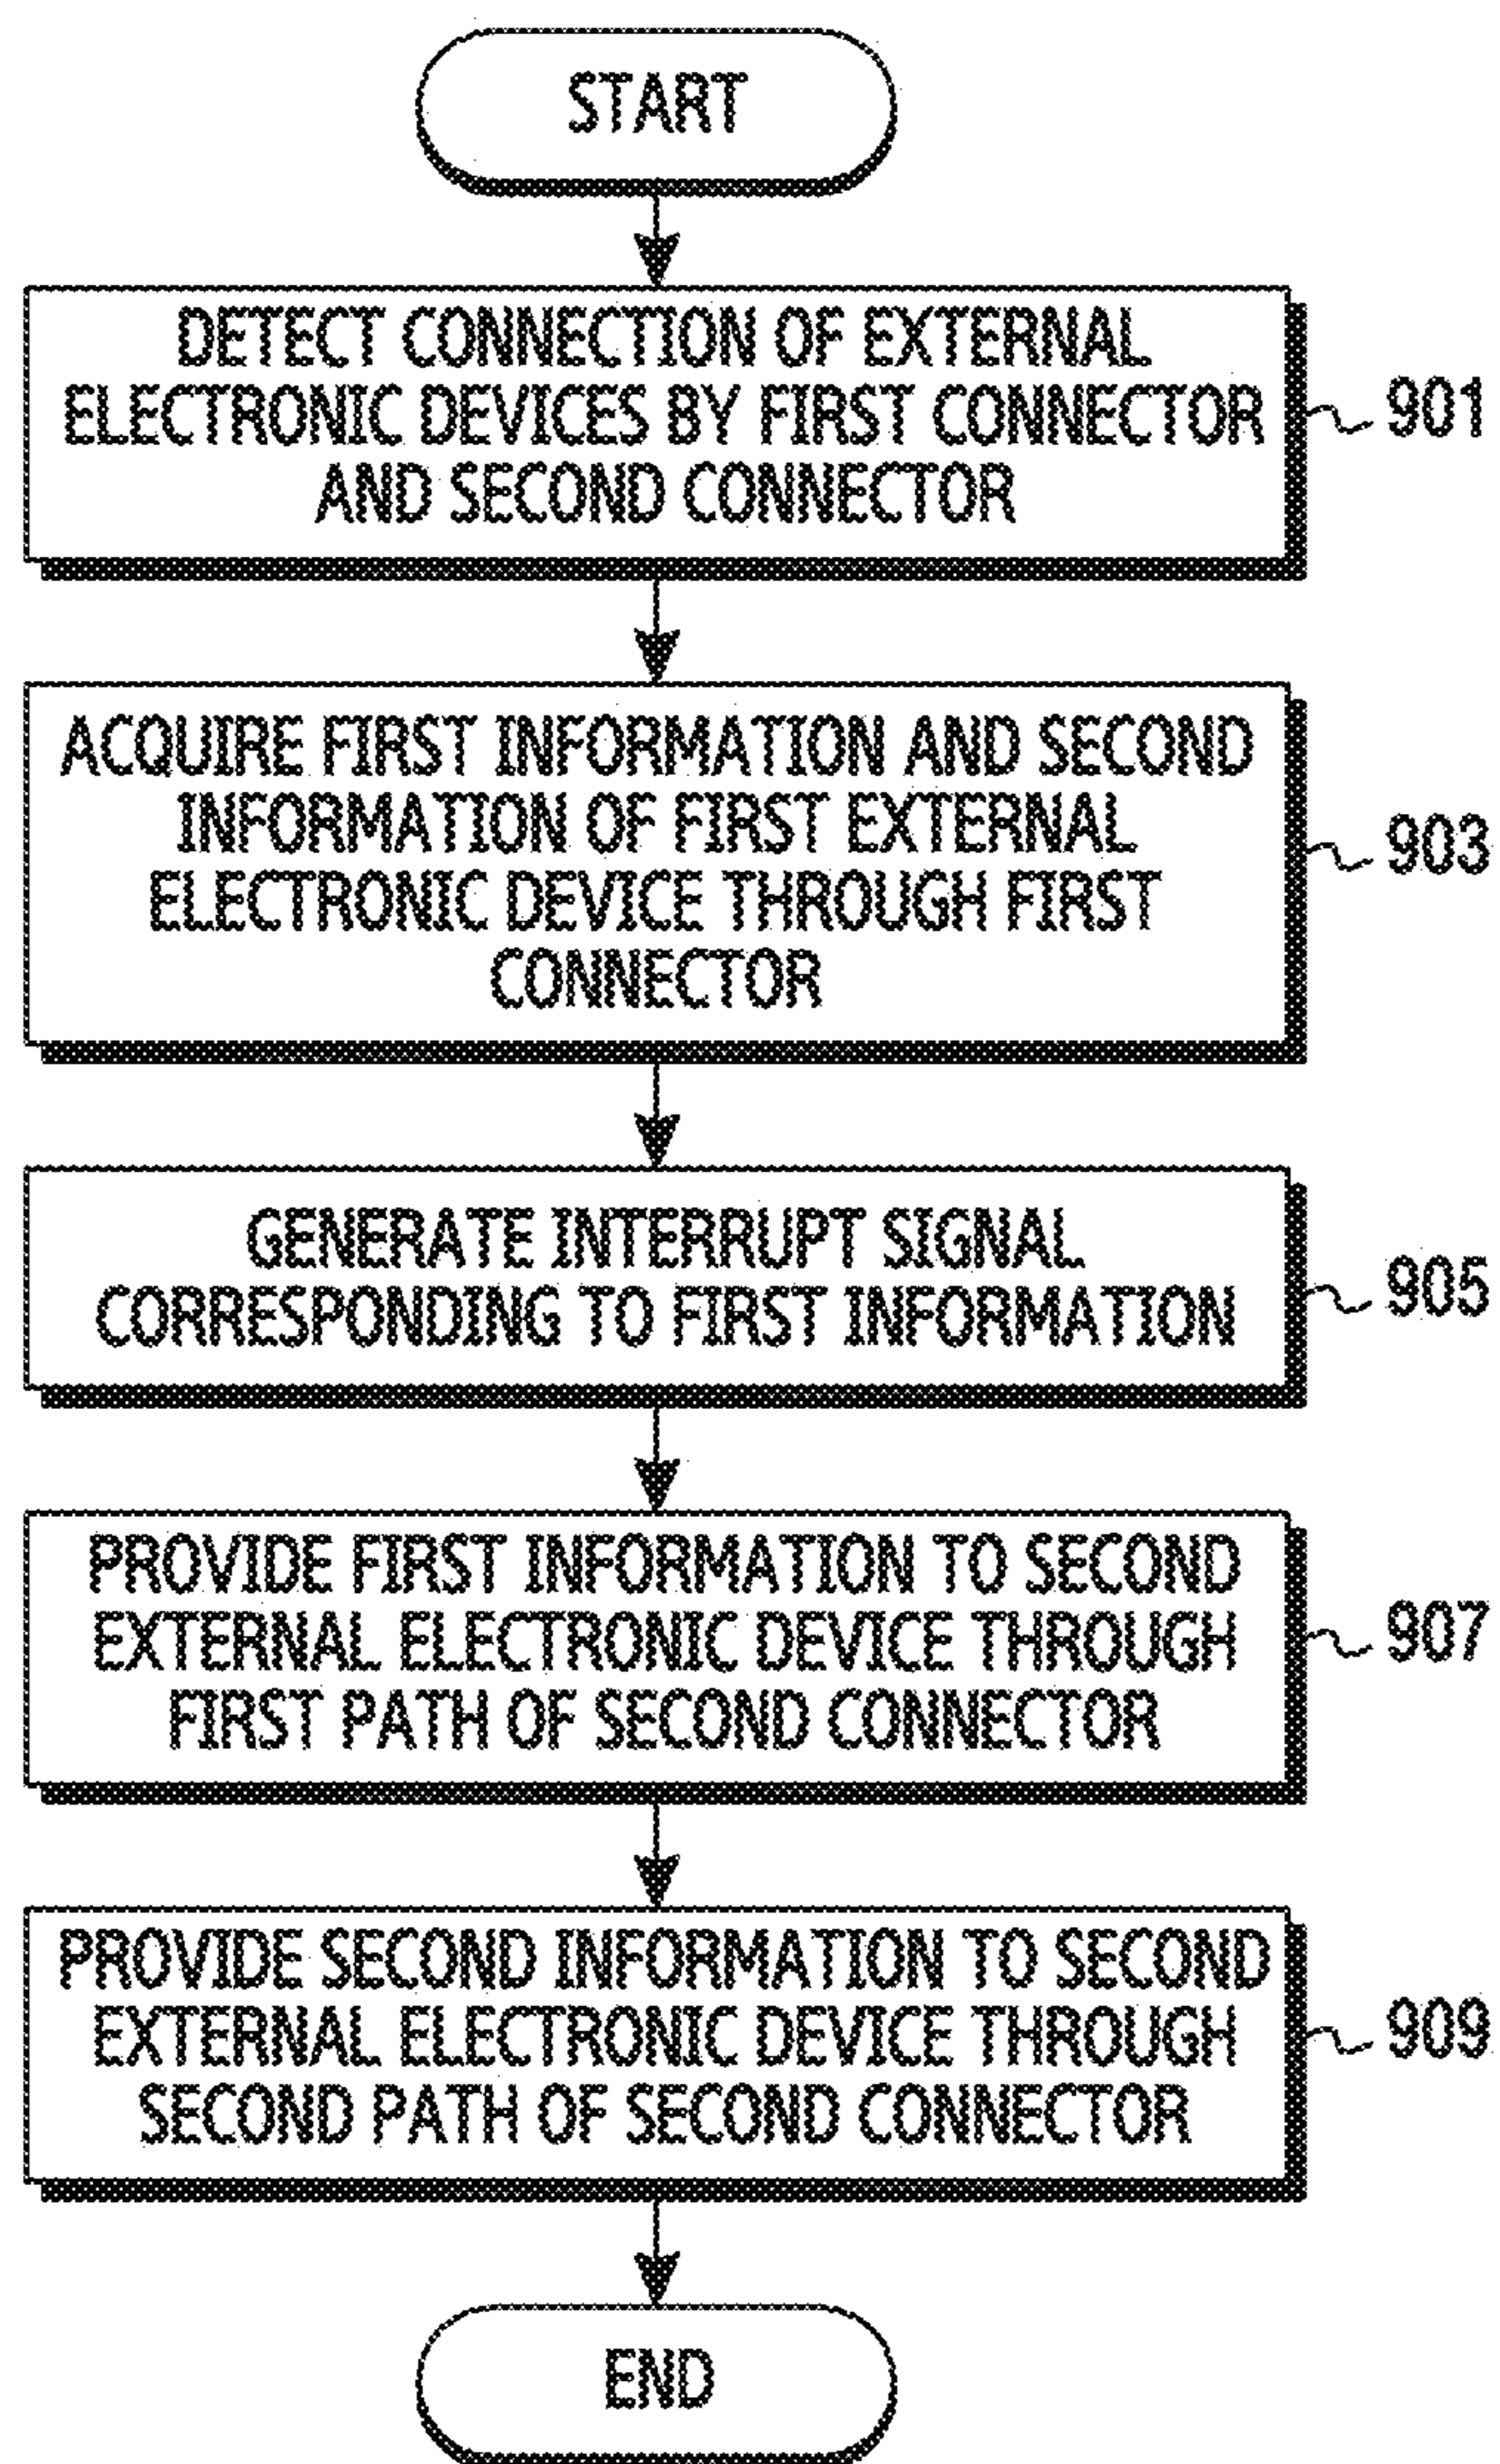 START
DETECT CONNECTION OF EXTERNAL
ELECTRONIC DEVICES BY FIRST CONNECTOR
AND SECOND CONNECTOR
901
ACQUIRE FIRST INFORMATION AND SECOND
INFORMATION OF FIRST EXTERNAL
ELECTRONIC DEVICE THROUGH FIRST
CONNECTOR
903
GENERATE INTERRUPT SIGNAL
CORRESPONDING TO FIRST INFORMATION
905
PROVIDE FIRST INFORMATION TO SECOND
EXTERNAL ELECTRONIC DEVICE THROUGH
FIRST PATH OF SECOND CONNECTOR
907
PROVIDE SECOND INFORMATION TO SECOND
EXTERNAL ELECTRONIC DEVICE THROUGH
SECOND PATH OF SECOND CONNECTOR
909
END